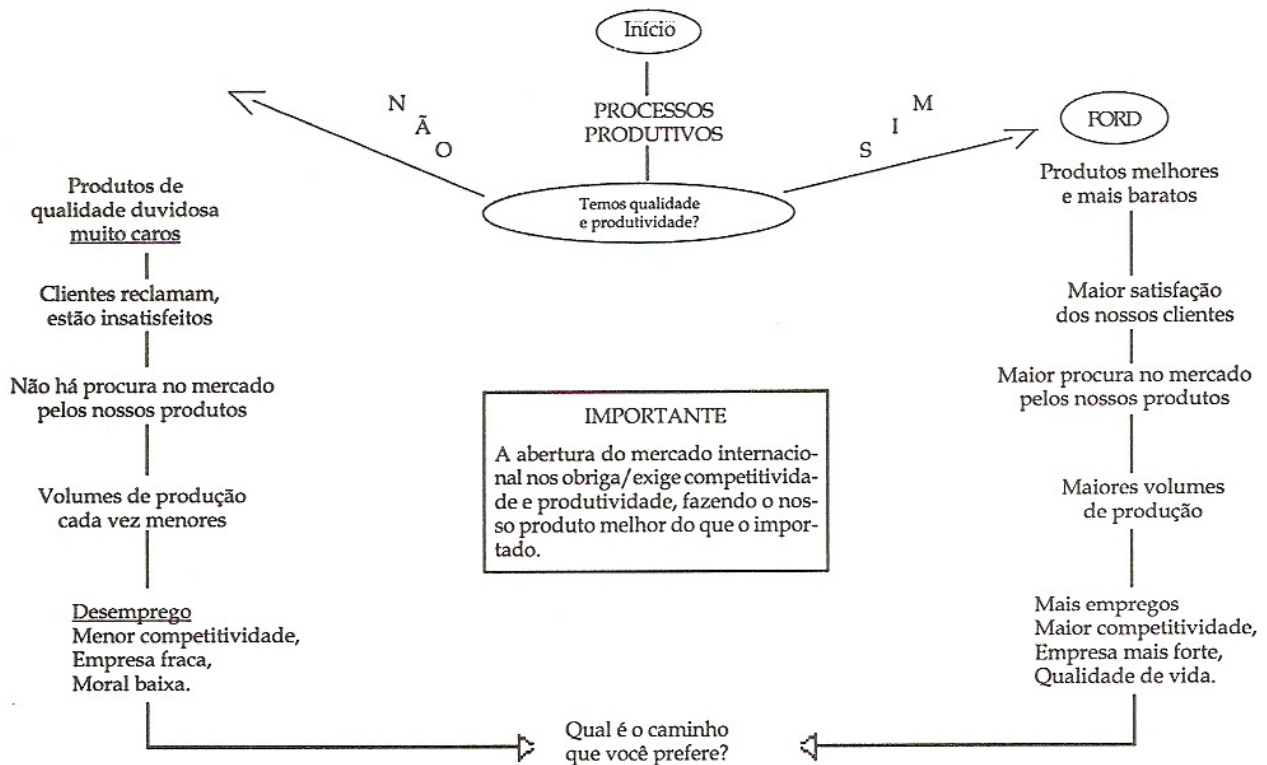 Início
PROCESSOS
PRODUTIVOS
NÃO
SIM
FORD
Temos qualidade
e produtividade?
Produtos de
qualidade duvidosa
muito caros
Clientes reclamam,
estão insatisfeitos
Não há procura no mercado
pelos nossos produtos
Volumes de produção
cada vez menores
Desemprego
Menor competitividade,
Empresa fraca,
Moral baixa.
IMPORTANTE
A abertura do mercado internacio-
nal nos obriga/exige competitivida-
de e produtividade, fazendo o nos-
so produto melhor do que o impor-
tado.
Produtos melhores
e mais baratos
Maior satisfação
dos nossos clientes
Maior procura no mercado
pelos nossos produtos
Maiores volumes
de produção
Mais empregos
Maior competitividade,
Empresa mais forte,
Qualidade de vida.
Qual é o caminho
que você prefere?